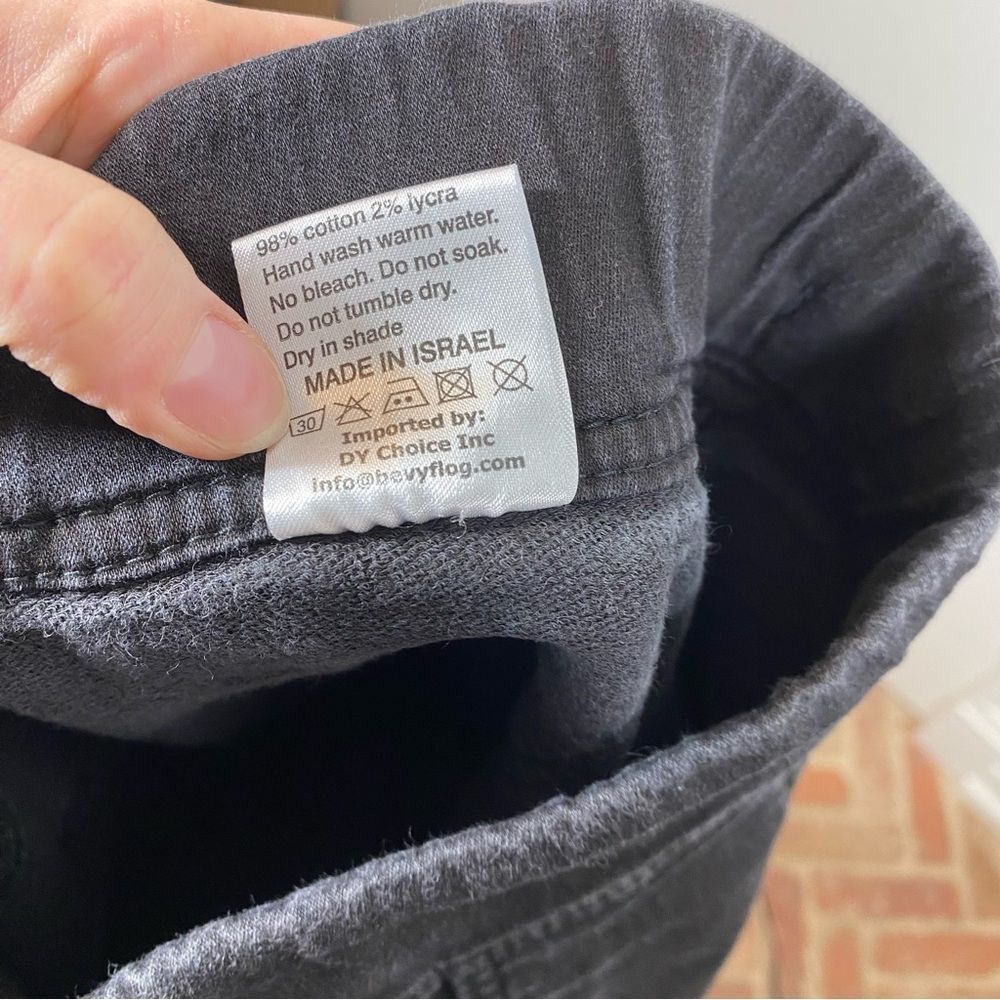 98% cotton 2% lycra
Hand wash warm water.
No bleach. Do not soak.
Do not tumble dry.
Dry in shade
MADE IN ISRAEL
30
Imported by:
DY Choice Inc
info@bevyflog.com